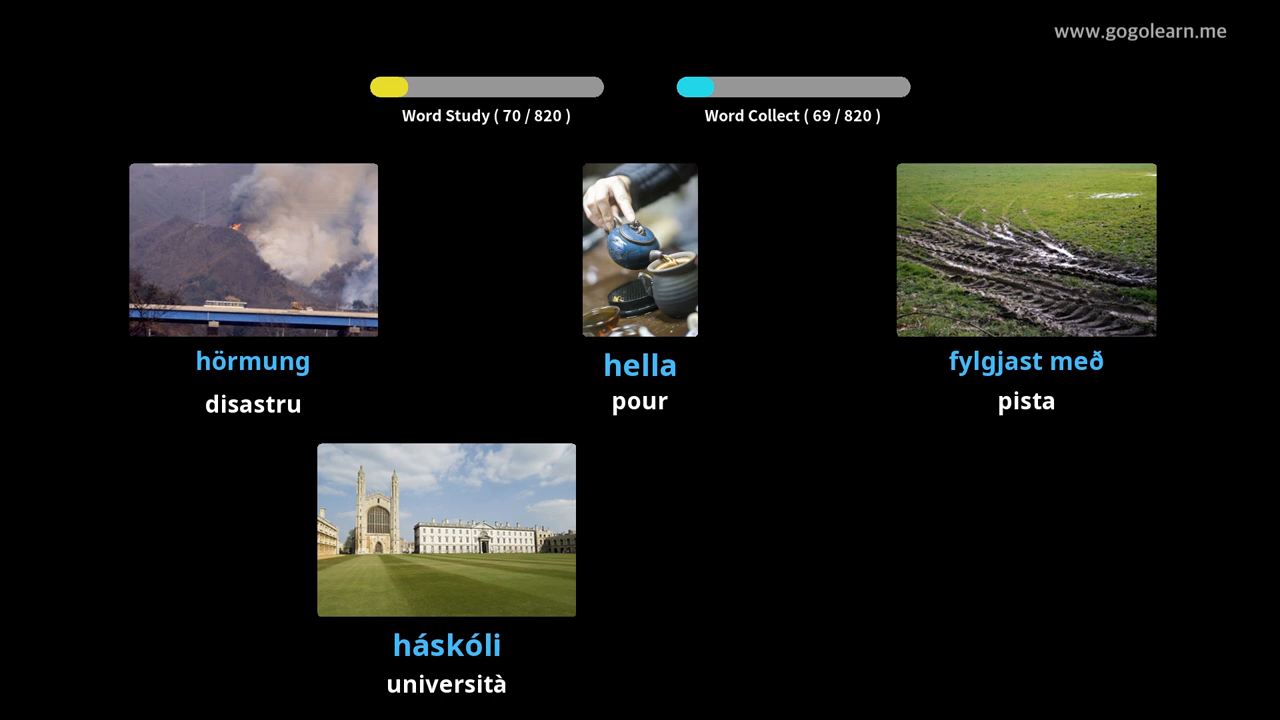 www.gogolearn.me
Word Study ( 70 / 820 )
Word Collect ( 69 / 820 )
hörmung
disastru
hella
pour
fylgjast með
pista
háskóli
università